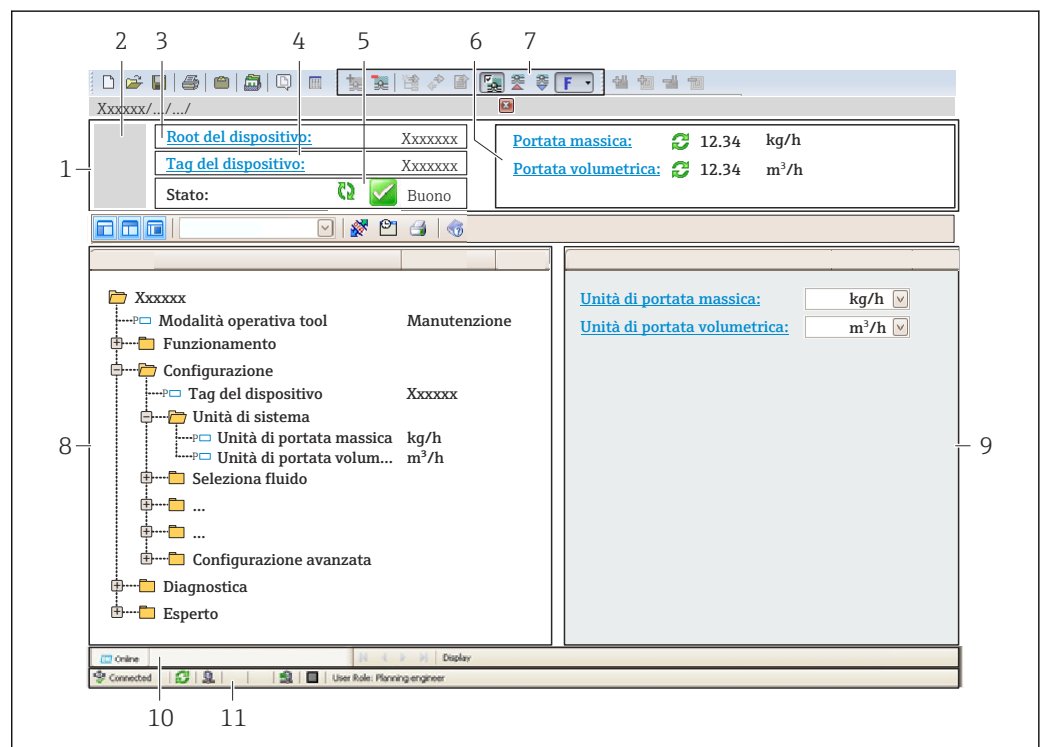 2 3 4 5 6 7
F
Xxxxxx/.../.../
1
Root del dispositivo: Xxxxxxx
Tag del dispositivo: Xxxxxxx
Stato: Buono
Portata massica: 12.34 kg/h
Portata volumetrica: 12.34 m³/h
Xxxxxx
P Modalità operativa tool Manutenzione
Funzionamento
Configurazione
P Tag del dispositivo Xxxxxx
Unità di sistema
P Unità di portata massica kg/h
P Unità di portata volum... m³/h
Seleziona fluido
...
...
Configurazione avanzata
Diagnostica
Esperto
Unità di portata massica: kg/h
Unità di portata volumetrica: m³/h
8
9
Online Display
Connected User Role: Planning engineer
10 11